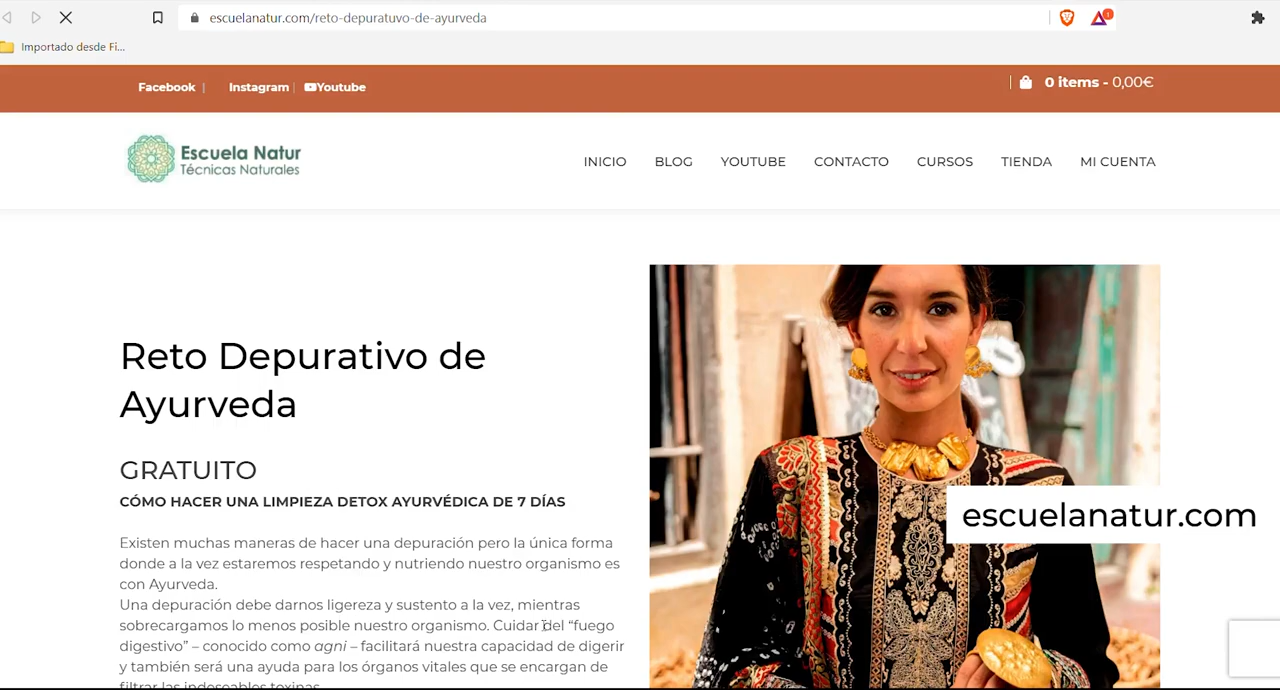 escuelanatur.com/reto-depuratuvo-de-ayurveda
1
Importado desde Fi...
Facebook |
Instagram |
Youtube
0 items - 0,00€
Escuela Natur
Técnicas Naturales
INICIO
BLOG
YOUTUBE
CONTACTO
CURSOS
TIENDA
MI CUENTA
Reto Depurativo de
Ayurveda
GRATUITO
CÓMO HACER UNA LIMPIEZA DETOX AYURVÉDICA DE 7 DÍAS
Existen muchas maneras de hacer una depuración pero la única forma
donde a la vez estaremos respetando y nutriendo nuestro organismo es
con Ayurveda.
Una depuración debe darnos ligereza y sustento a la vez, mientras
sobrecargamos lo menos posible nuestro organismo. Cuidar del “fuego
digestivo” – conocido como agni – facilitará nuestra capacidad de digerir
y también será una ayuda para los órganos vitales que se encargan de
filtrar las indeseables toxinas.
escuelanatur.com